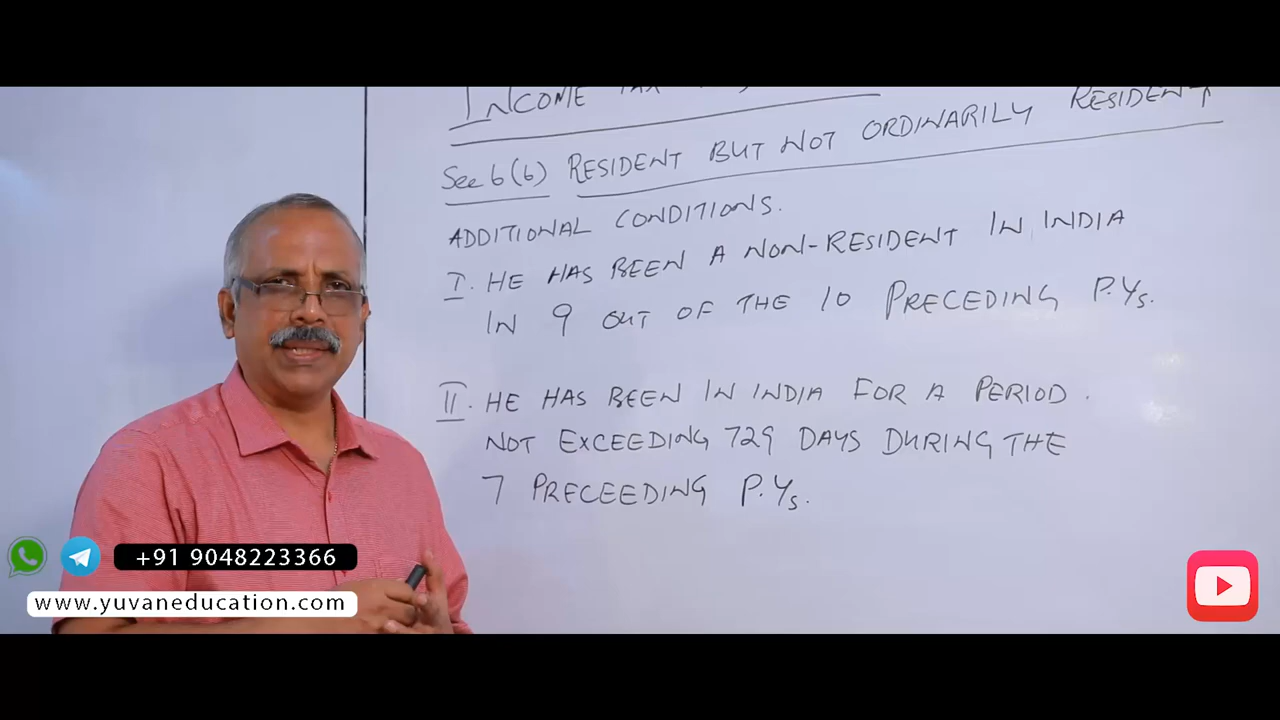 INCOME TAX
Sec 6(6) RESIDENT BUT NOT ORDINARILY RESIDENT
ADDITIONAL CONDITIONS.
I. HE HAS BEEN A NON-RESIDENT IN INDIA
IN 9 OUT OF THE 10 PRECEDING P.Ys.
II. HE HAS BEEN IN INDIA FOR A PERIOD.
NOT EXCEEDING 729 DAYS DURING THE
7 PRECEEDING P.Ys.
+91 9048223366
www.yuvaneducation.com